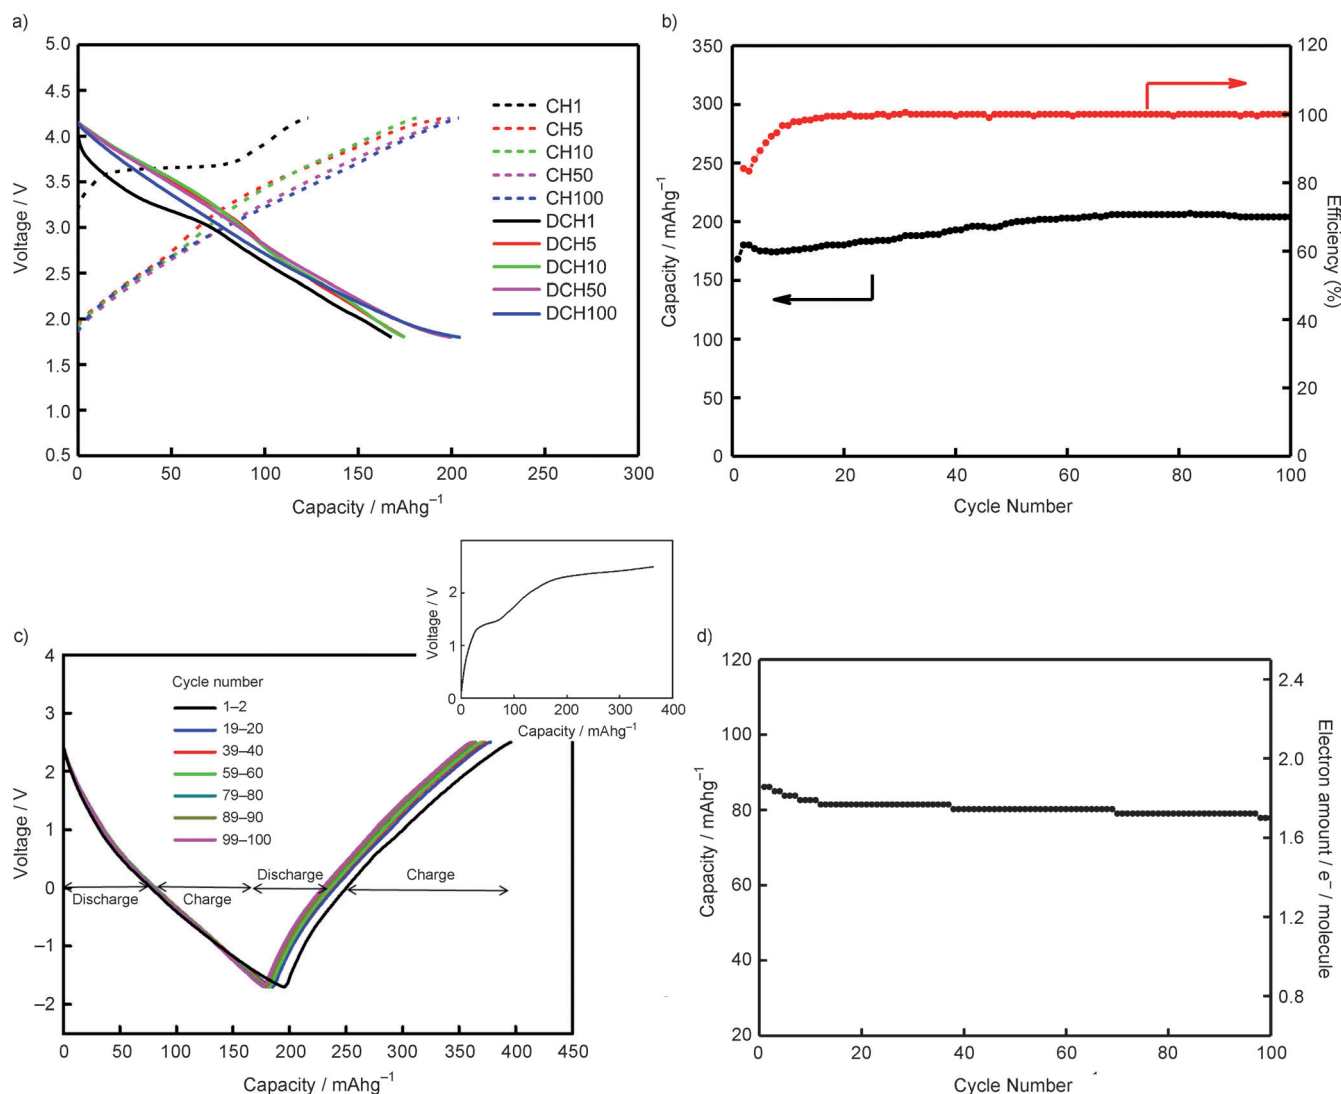 a)
5.0
4.5
4.0
3.5
3.0
2.5
2.0
1.5
1.0
0.5
Voltage / V
0 50 100 150 200 250 300
Capacity / mAhg⁻¹
CH1
CH5
CH10
CH50
CH100
DCH1
DCH5
DCH10
DCH50
DCH100
b)
350
300
250
200
150
100
50
0
Capacity / mAhg⁻¹
120
100
80
60
40
20
0
Efficiency (%)
0 20 40 60 80 100
Cycle Number
c)
4
3
2
1
0
−1
−2
Voltage / V
Cycle number
1–2
19–20
39–40
59–60
79–80
89–90
99–100
Discharge
Charge
Discharge
Charge
0 50 100 150 200 250 300 350 400 450
Capacity / mAhg⁻¹
2
1
0
Voltage / V
0 100 200 300 400
Capacity / mAhg⁻¹
d)
120
100
80
60
40
20
Capacity / mAhg⁻¹
2.4
2.0
1.6
1.2
0.8
Electron amount / e⁻ / molecule
0 20 40 60 80 100
Cycle Number